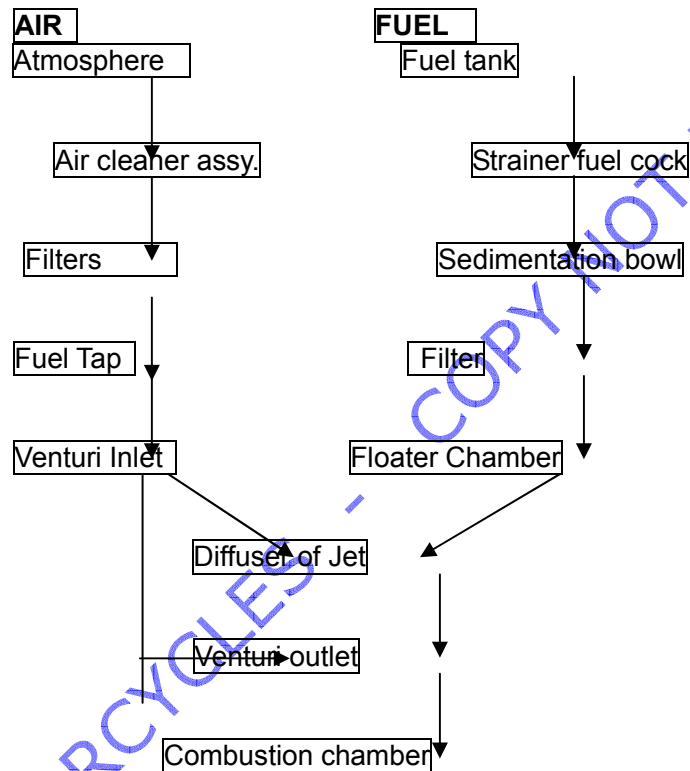 AIR FUEL
Atmosphere Fuel tank
Air cleaner assy. Strainer fuel cock
Filters Sedimentation bowl
Fuel Tap Filter
Venturi Inlet Floater Chamber
Diffuser of Jet
Venturi outlet
Combustion chamber
RCYCLES - COPY NOT